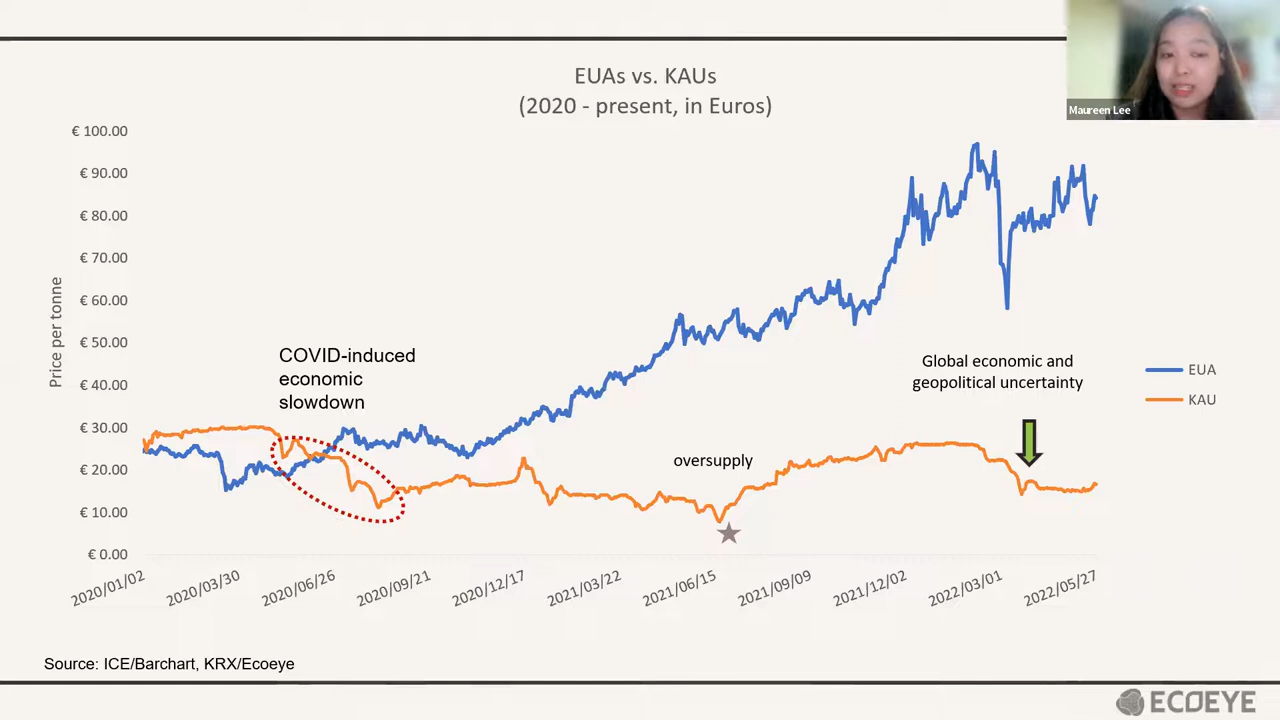 Maureen Lee
EUAs vs. KAUs
(2020 - present, in Euros)
€ 100.00
€ 90.00
€ 80.00
€ 70.00
€ 60.00
€ 50.00
€ 40.00
€ 30.00
€ 20.00
€ 10.00
€ 0.00
Price per tonne
COVID-induced
economic
slowdown
oversupply
Global economic and
geopolitical uncertainty
EUA
KAU
2020/01/02
2020/03/30
2020/06/26
2020/09/21
2020/12/17
2021/03/22
2021/06/15
2021/09/09
2021/12/02
2022/03/01
2022/05/27
Source: ICE/Barchart, KRX/Ecoeye
ECOEYE